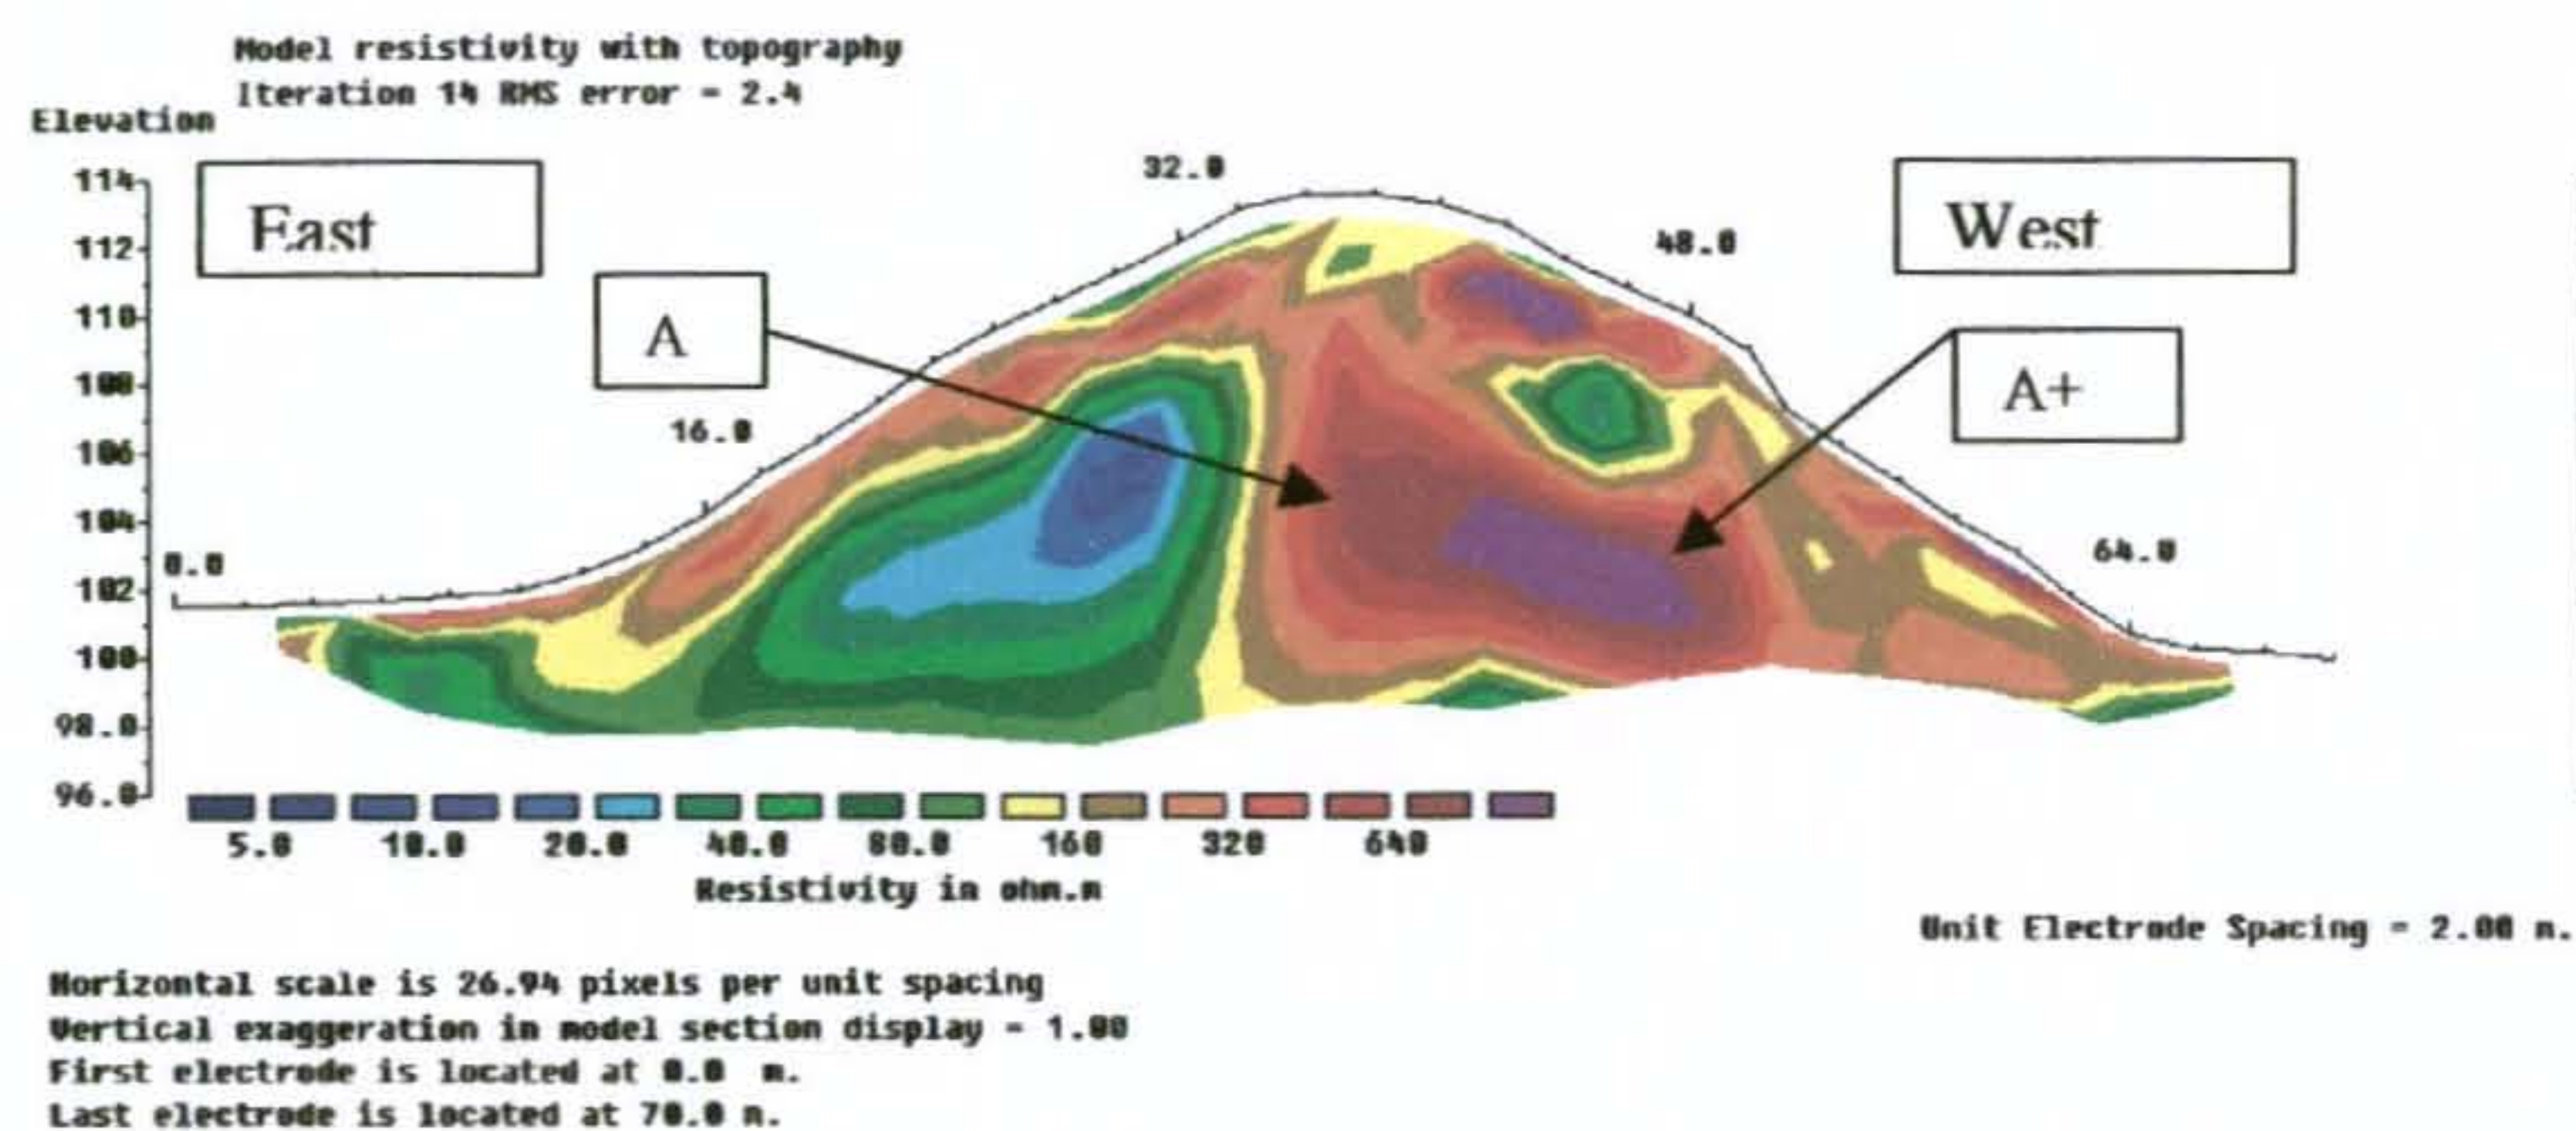 Model resistivity with topography
Iteration 14 RMS error = 2.4
Elevation
32.0
114
East
West
48.0
112
110
A
A+
108
16.0
106
104
0.0
64.0
102
100
98.0
96.0
5.0 10.0 20.0 40.0 80.0 160 320 640
Resistivity in ohm.m
Unit Electrode Spacing = 2.00 m.
Horizontal scale is 26.94 pixels per unit spacing
Vertical exaggeration in model section display = 1.00
First electrode is located at 0.0 m.
Last electrode is located at 70.0 m.